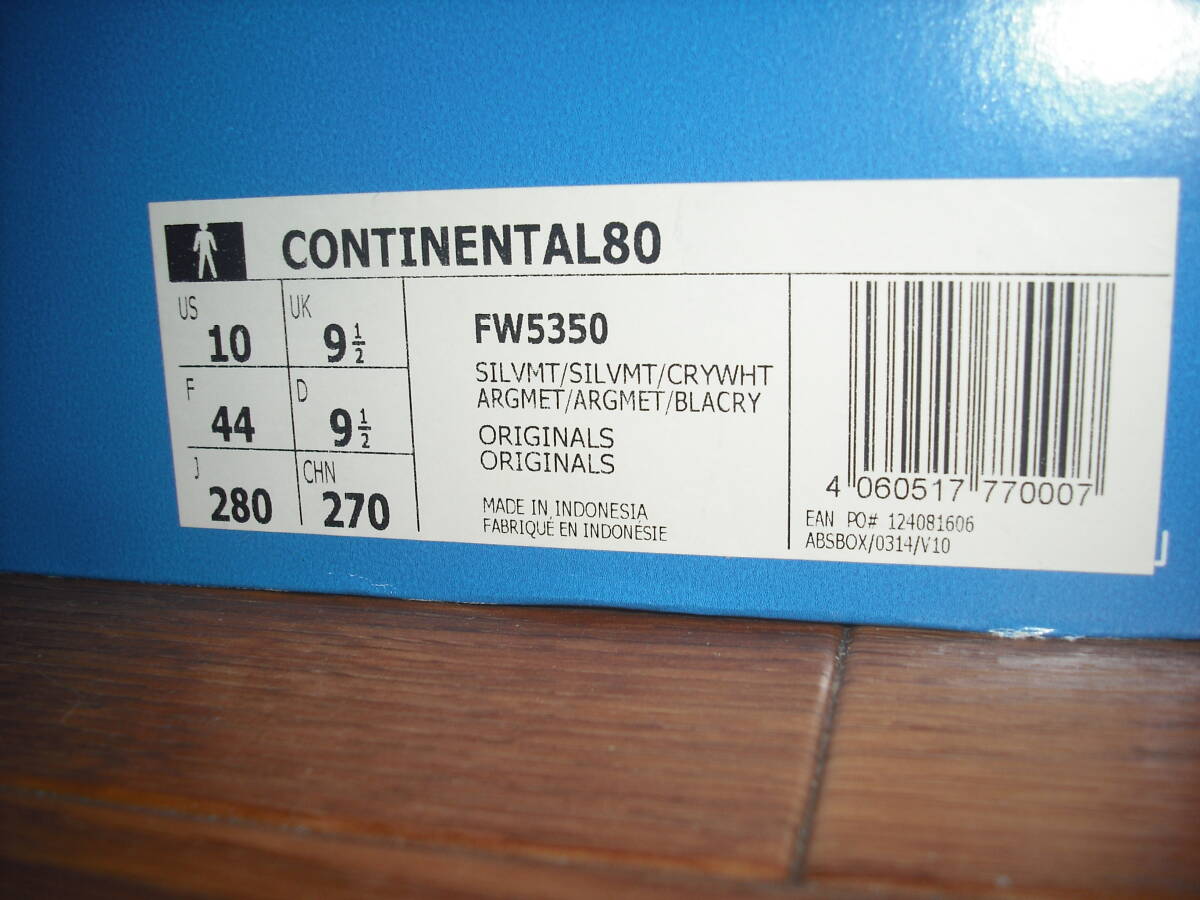 CONTINENTAL80
US 10 UK 9 1/2
F 44 D 9 1/2
J 280 CHN 270
FW5350
SILVMT/SILVMT/CRYWHT
ARGMET/ARGMET/BLACRY
ORIGINALS
ORIGINALS
MADE IN INDONESIA
FABRIQUÉ EN INDONÉSIE
4 060517 770007
EAN PO# 124081606
ABSBOX/0314/V10